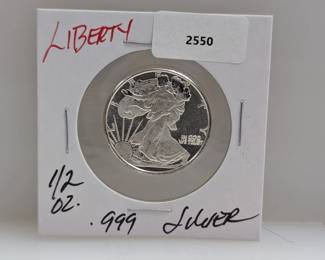 LIBERTY
2550
1/2
OZ.
.999 SILVER